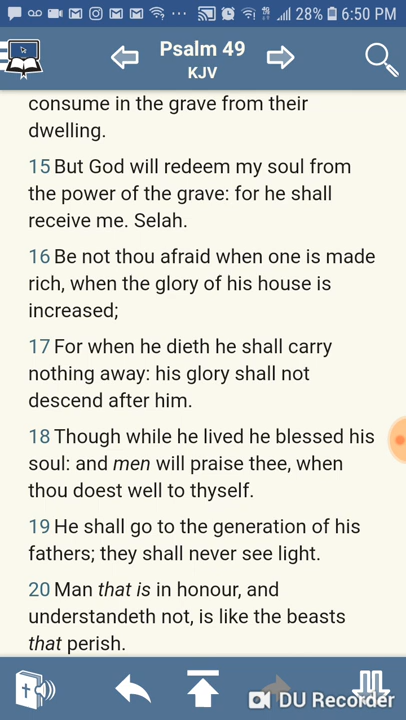 28% 6:50 PM
Psalm 49
KJV
consume in the grave from their
dwelling.
15 But God will redeem my soul from
the power of the grave: for he shall
receive me. Selah.
16 Be not thou afraid when one is made
rich, when the glory of his house is
increased;
17 For when he dieth he shall carry
nothing away: his glory shall not
descend after him.
18 Though while he lived he blessed his
soul: and men will praise thee, when
thou doest well to thyself.
19 He shall go to the generation of his
fathers; they shall never see light.
20 Man that is in honour, and
understandeth not, is like the beasts
that perish.
DU Recorder